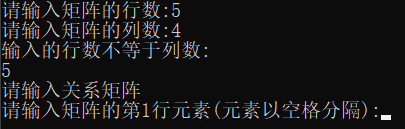 请输入矩阵的行数:5
请输入矩阵的列数:4
输入的行数不等于列数:
5
请输入关系矩阵
请输入矩阵的第1行元素(元素以空格分隔):